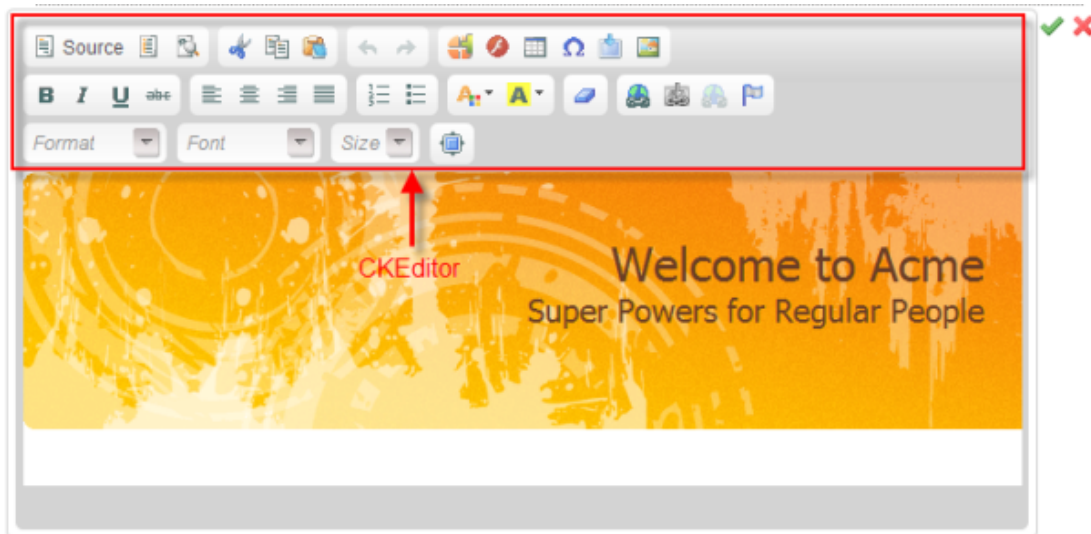 Source
B I U abc
A A
Format Font Size
CKEditor
Welcome to Acme
Super Powers for Regular People